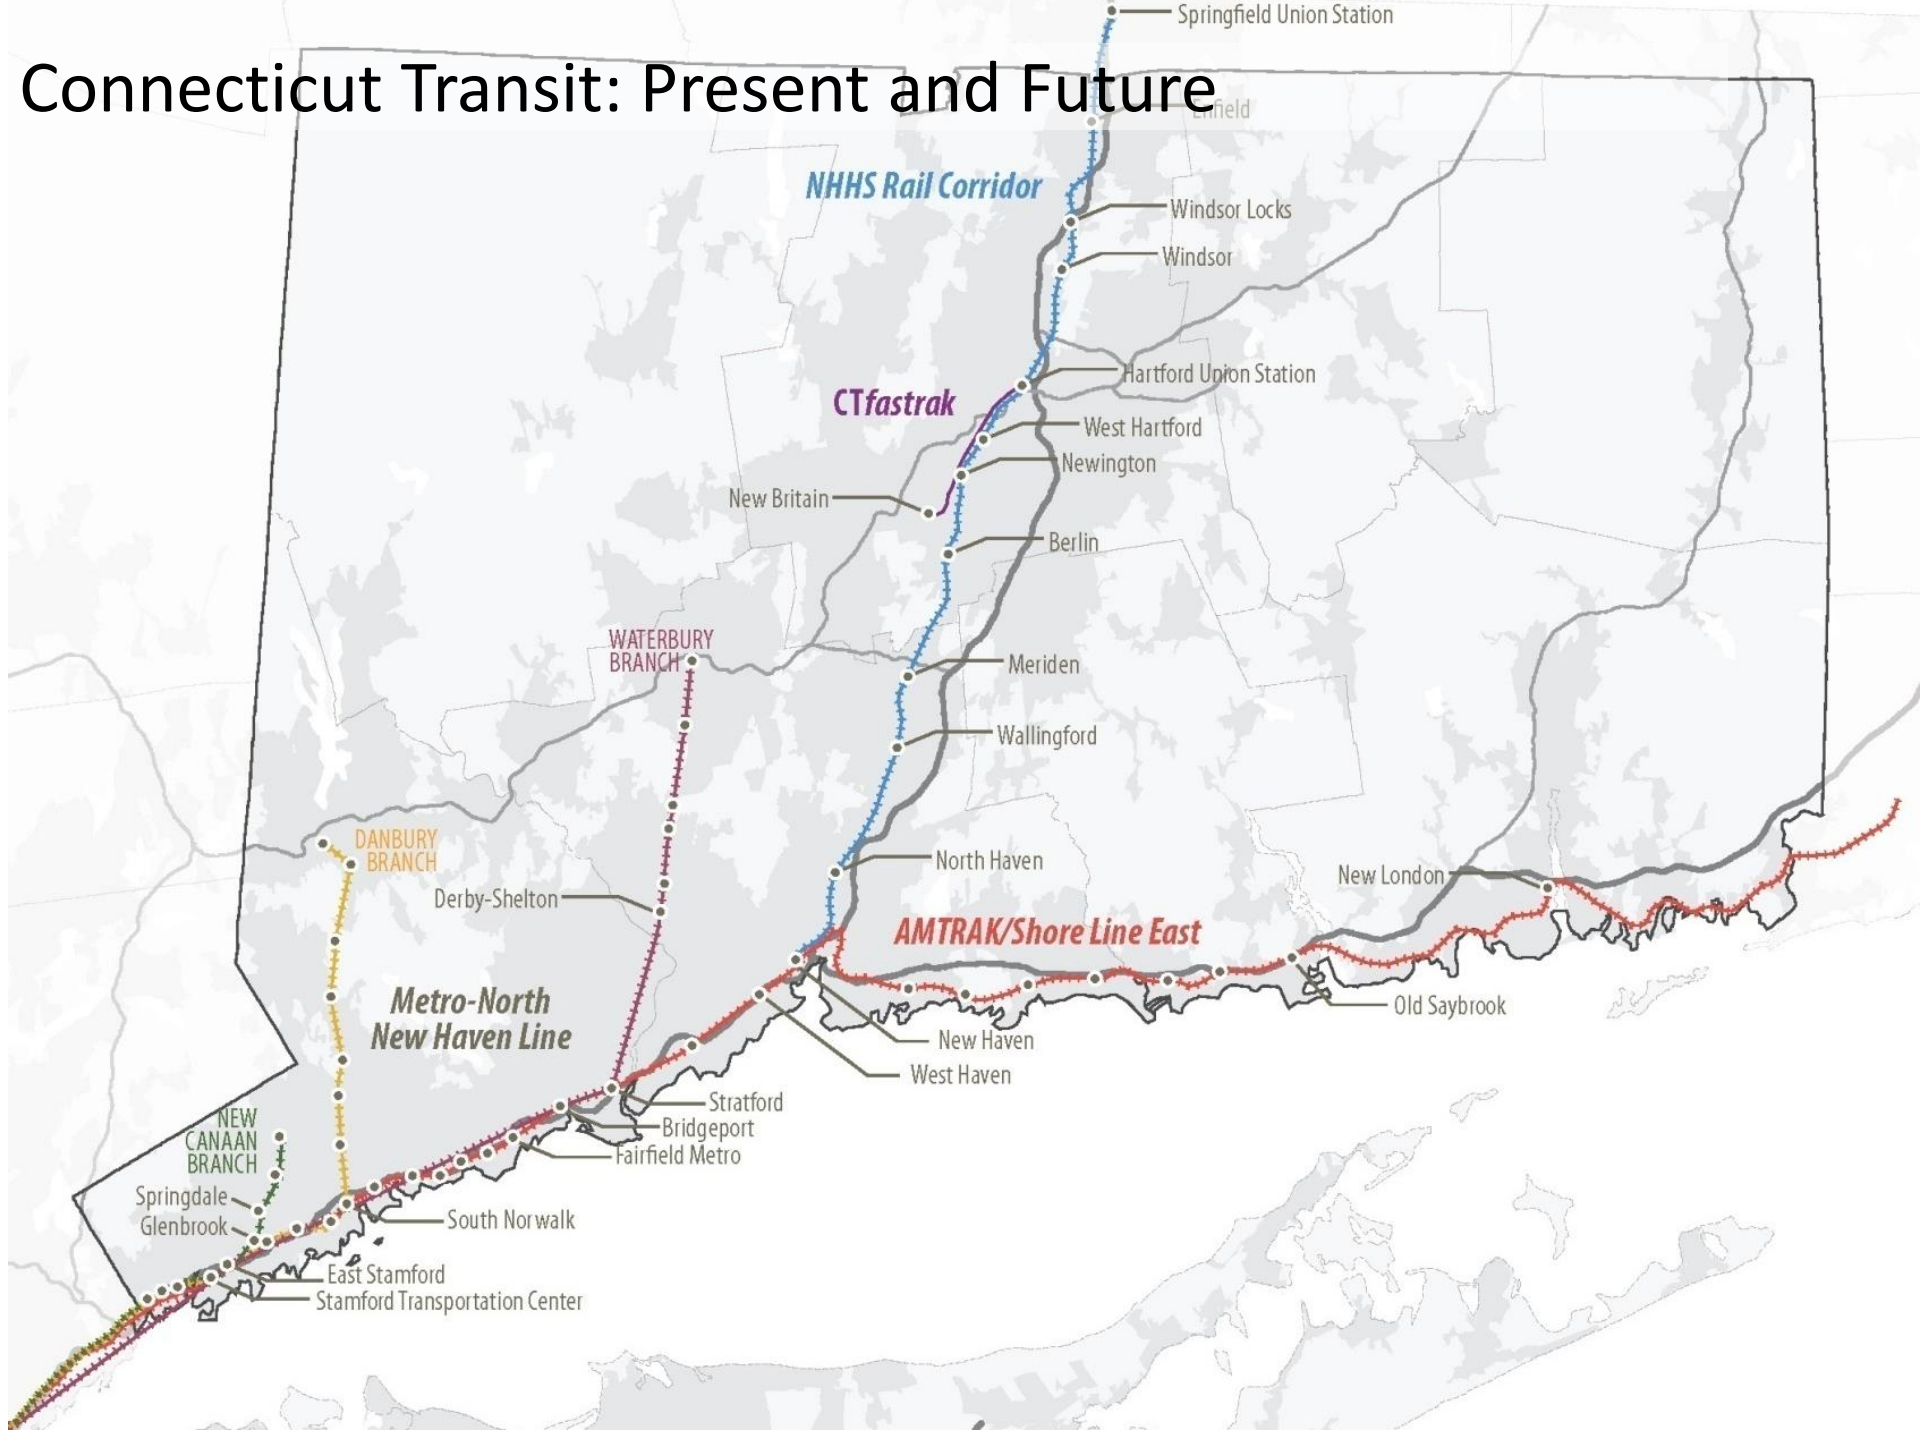 Springfield Union Station
Connecticut Transit: Present and Future
Enfield
NHHS Rail Corridor
Windsor Locks
Windsor
Hartford Union Station
CTfastrak
West Hartford
Newington
New Britain
Berlin
WATERBURY
BRANCH
Meriden
Wallingford
DANBURY
BRANCH
North Haven
New London
Derby-Shelton
AMTRAK/Shore Line East
Metro-North
New Haven Line
Old Saybrook
New Haven
West Haven
Stratford
Bridgeport
Fairfield Metro
NEW
CANAAN
BRANCH
Springdale
Glenbrook
South Norwalk
East Stamford
Stamford Transportation Center